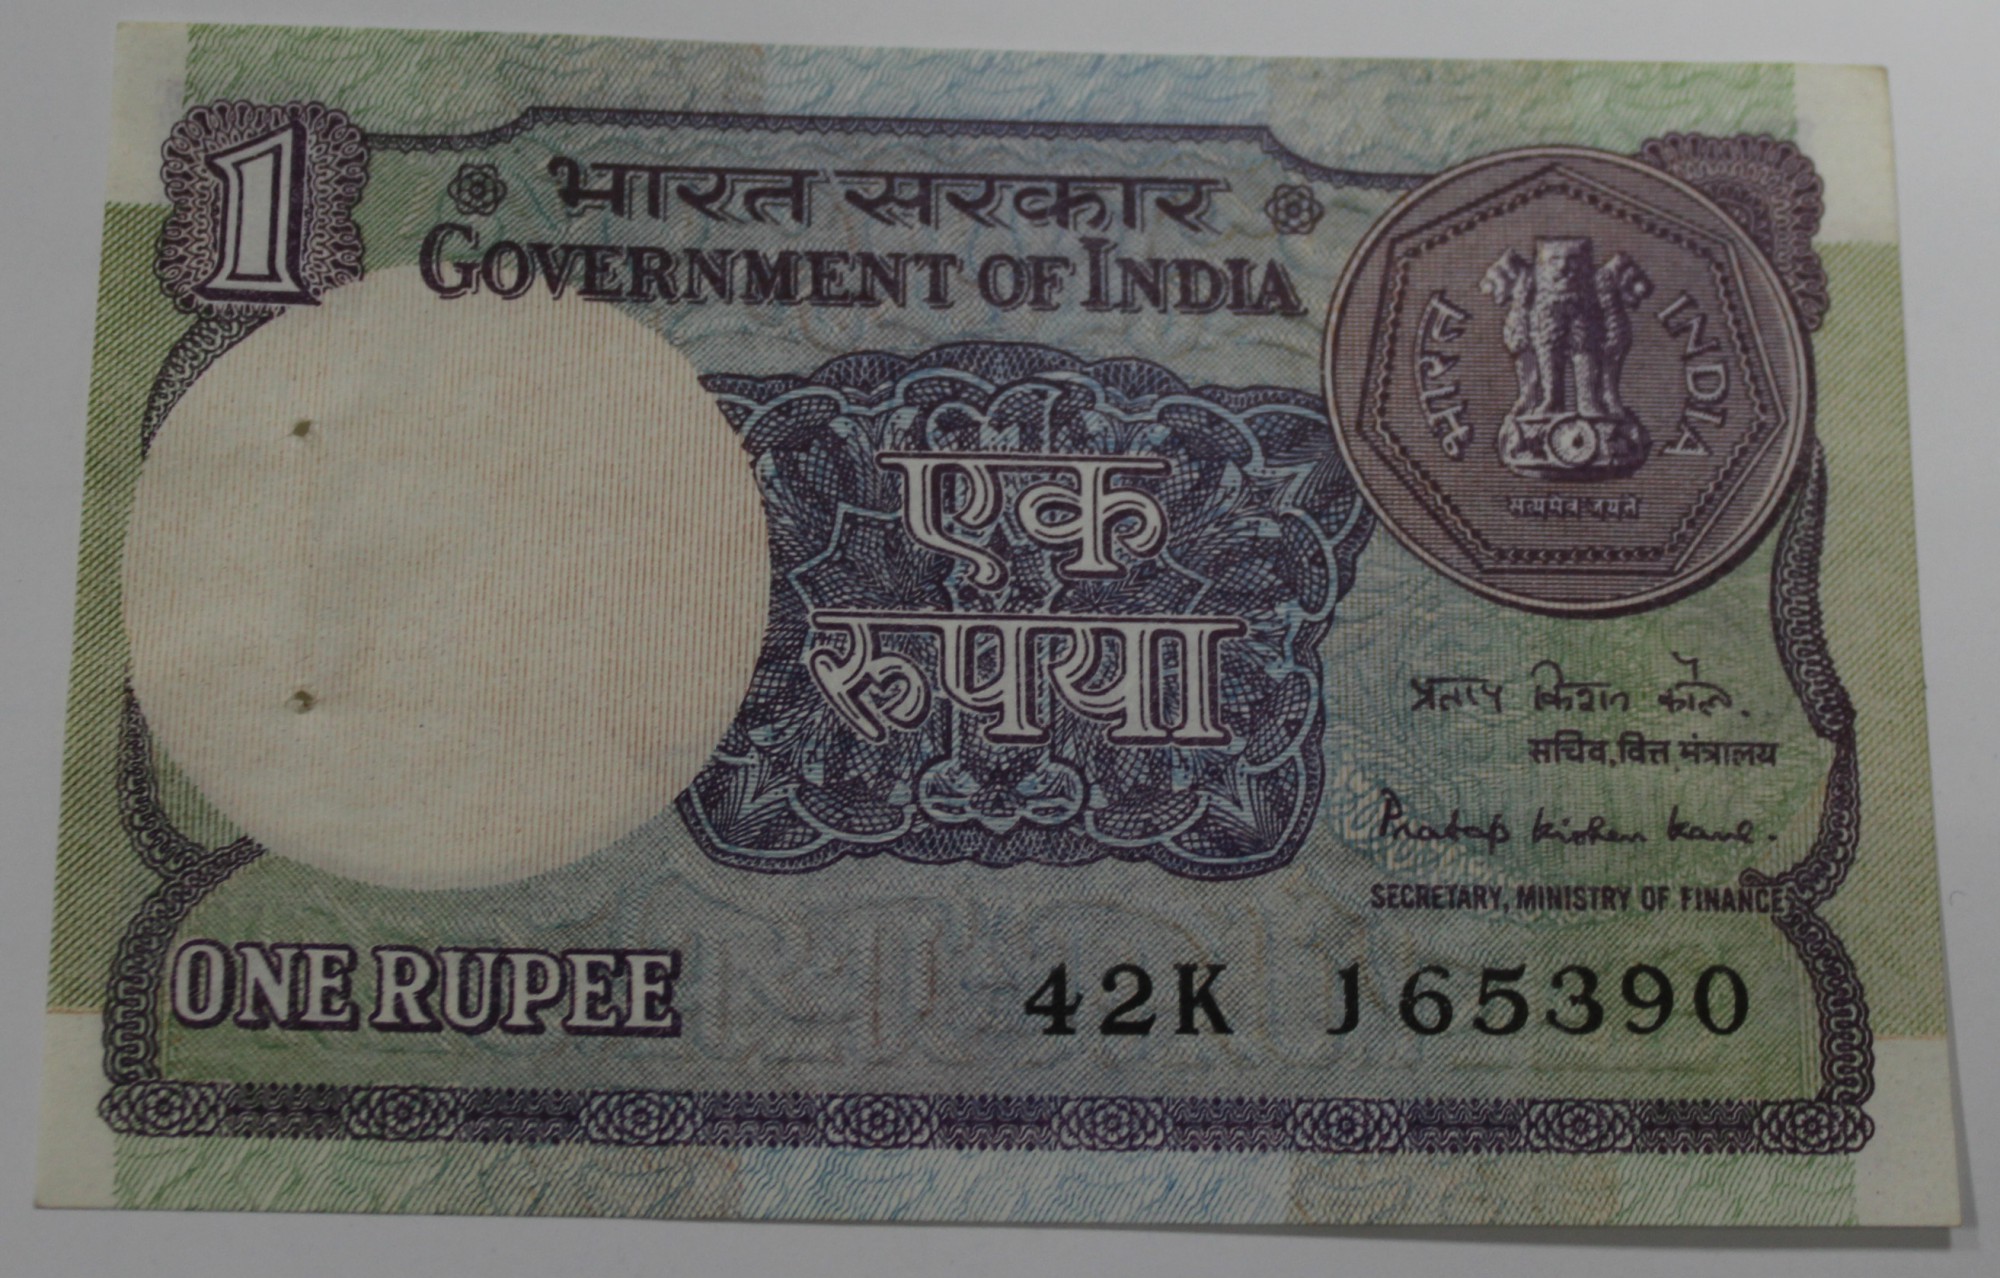 1
भारत सरकार
GOVERNMENT OF INDIA
भारत INDIA
सत्यमेव जयते
एक
रुपया
प्रताप किशन कौल.
सचिव, वित्त मंत्रालय
Pratap Kishen Kaul.
SECRETARY, MINISTRY OF FINANCE
ONE RUPEE 42K J65390